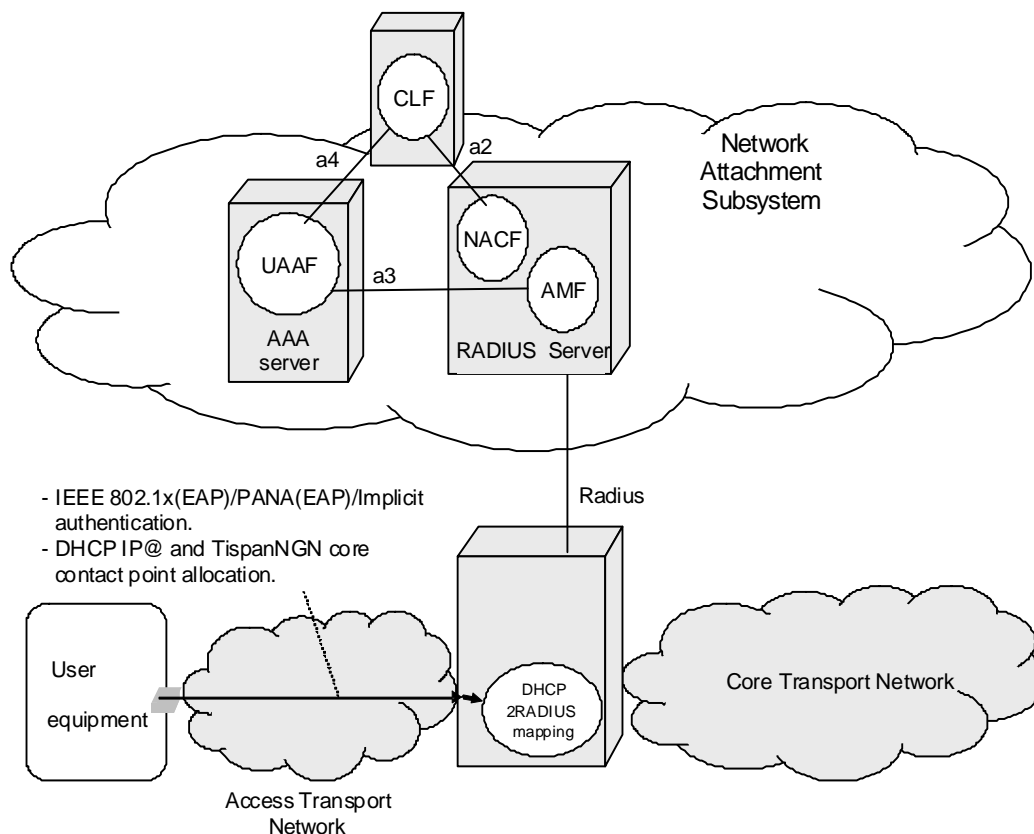 CLF
a4
a2
Network
Attachment
Subsystem
NACF
UAAF
a3
AMF
AAA
server
RADIUS Server
Radius
- IEEE 802.1x(EAP)/PANA(EAP)/Implicit
authentication.
- DHCP IP@ and TispanNGN core
contact point allocation.
User
equipment
DHCP
2RADIUS
mapping
Core Transport Network
Access Transport
Network